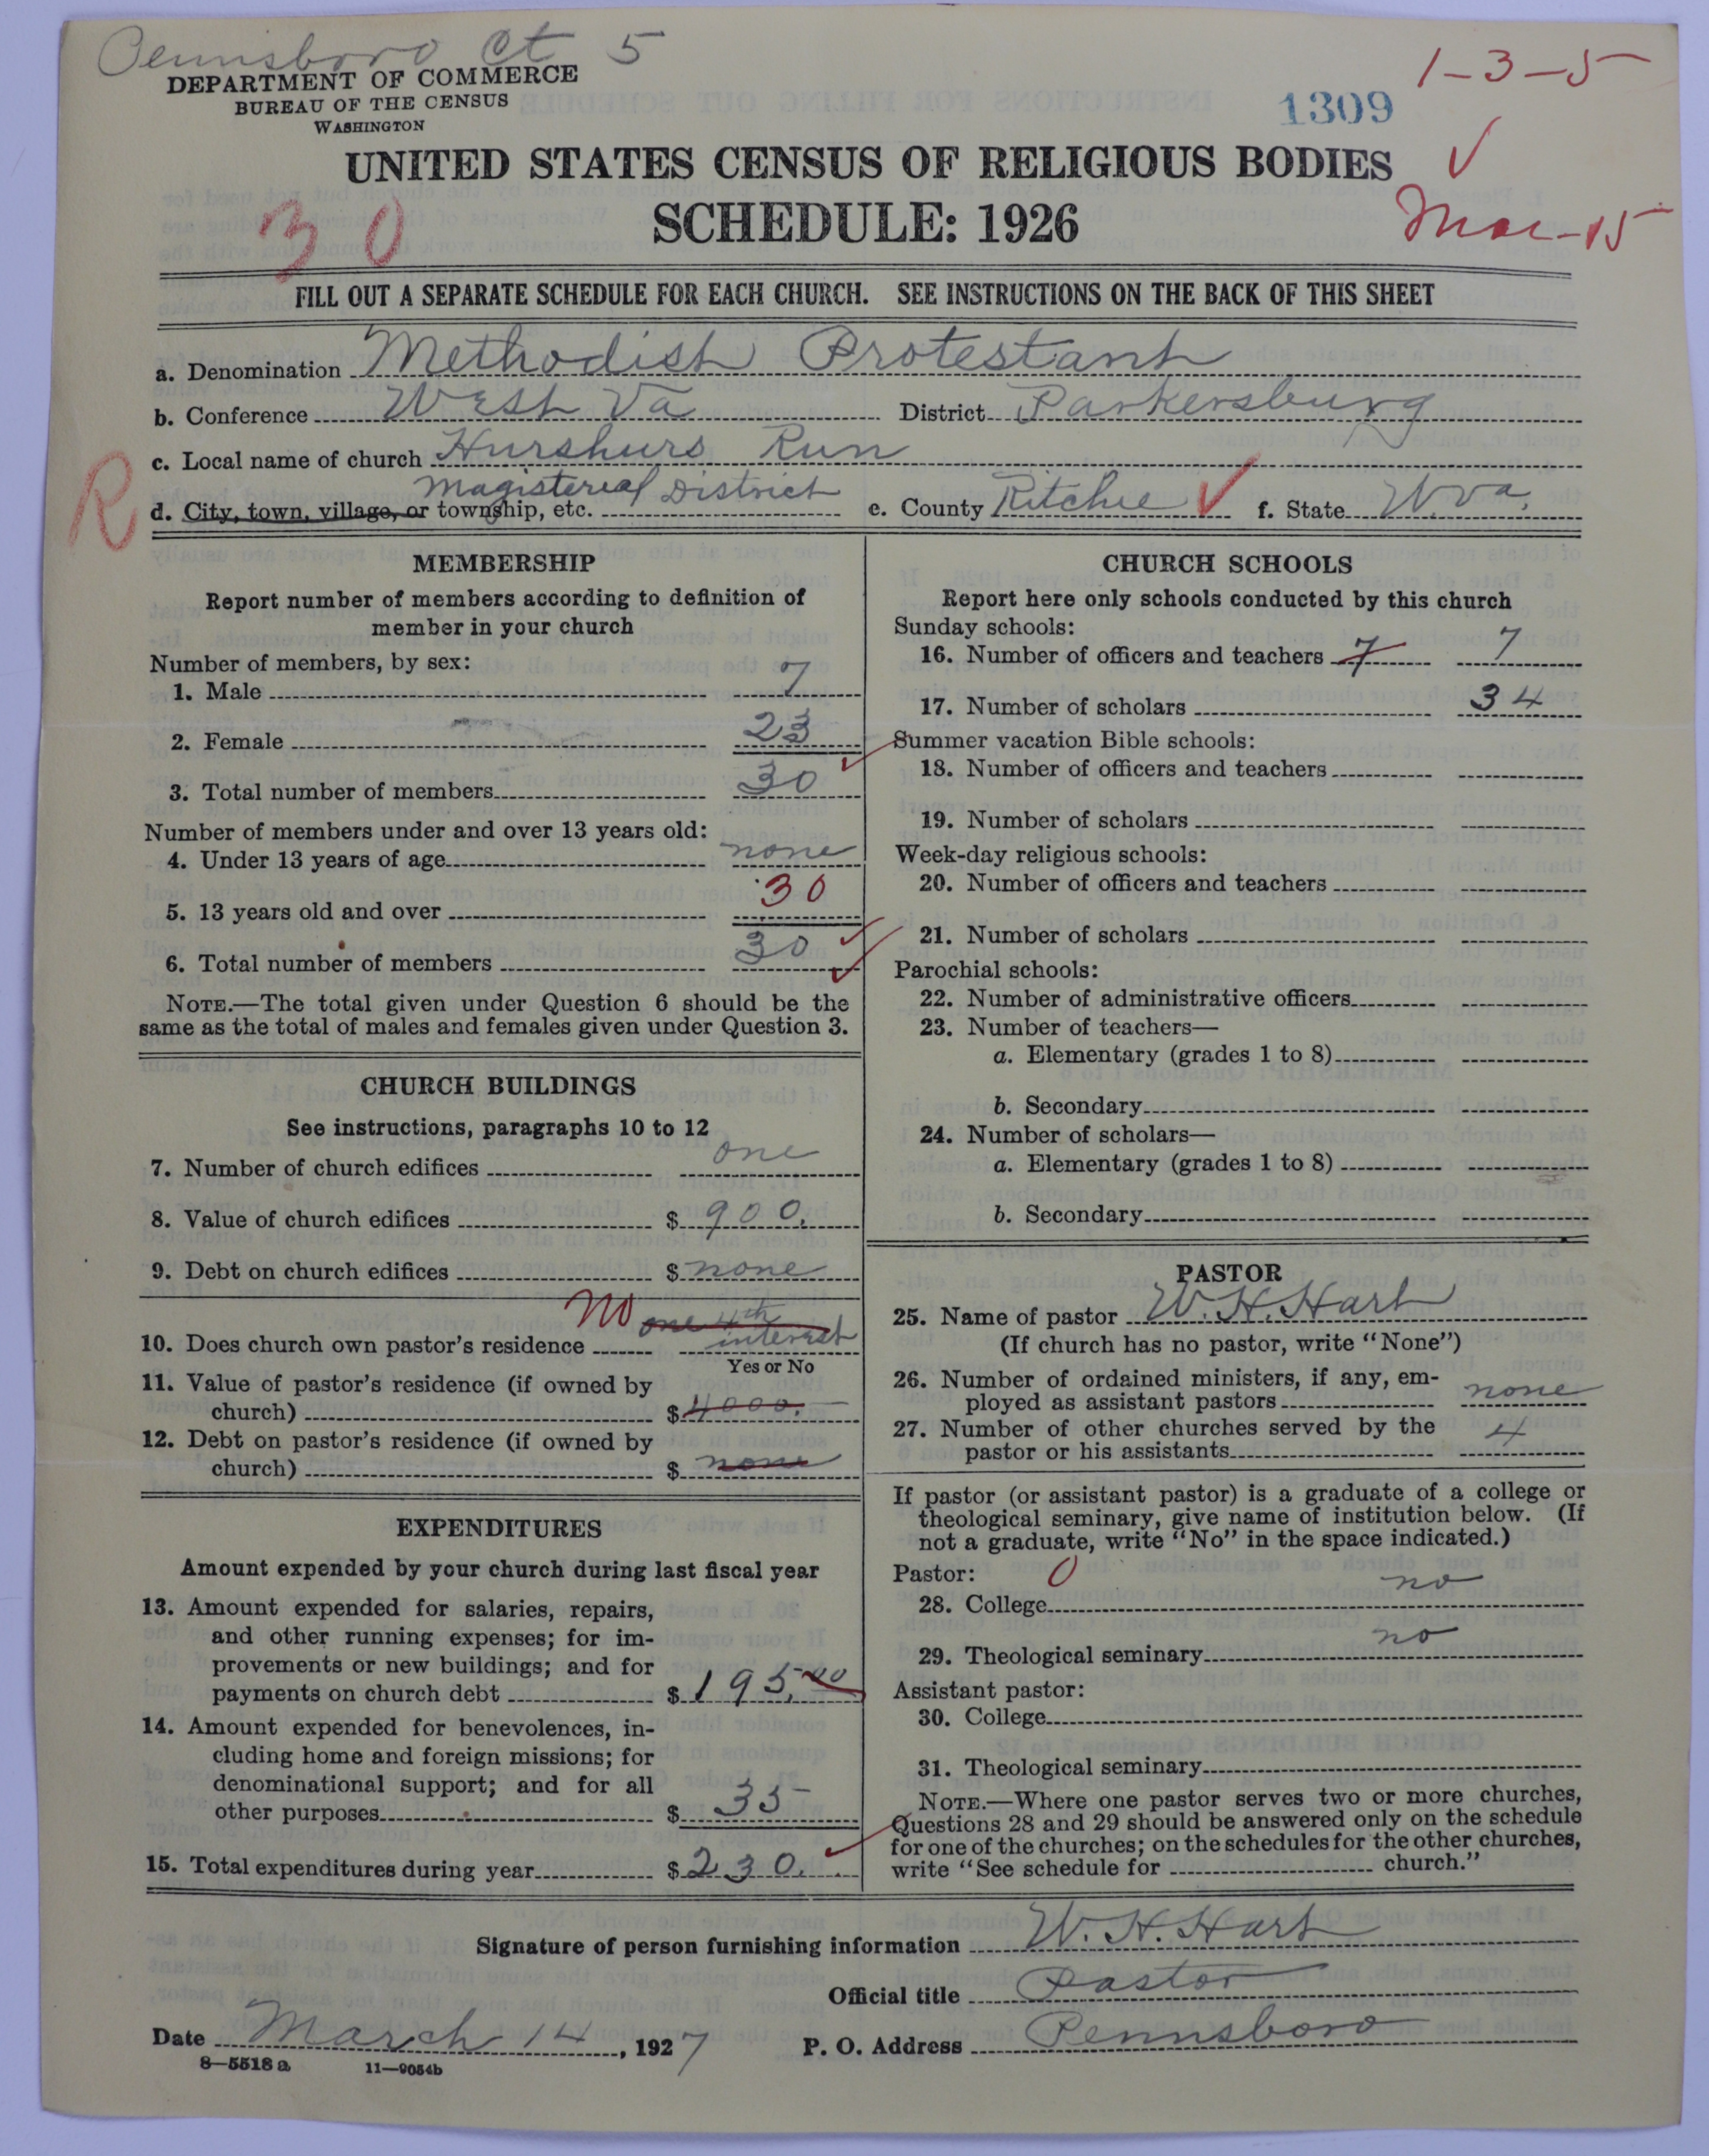 Pennsboro Ct 5
DEPARTMENT OF COMMERCE
BUREAU OF THE CENSUS
WASHINGTON
1-3-5
1309
UNITED STATES CENSUS OF RELIGIOUS BODIES
SCHEDULE: 1926
30
Mar-15
FILL OUT A SEPARATE SCHEDULE FOR EACH CHURCH. SEE INSTRUCTIONS ON THE BACK OF THIS SHEET
a. Denomination Methodist Protestant
b. Conference West Va District Parkersburg
c. Local name of church Hurshurs Run
R
Magisterial District
d. City, town, village, or township, etc. e. County Ritchie f. State W.Va.
MEMBERSHIP
Report number of members according to definition of
member in your church
Number of members, by sex:
1. Male 7
2. Female 23
3. Total number of members 30
Number of members under and over 13 years old:
4. Under 13 years of age none
5. 13 years old and over 30
6. Total number of members 30
NOTE.—The total given under Question 6 should be the
same as the total of males and females given under Question 3.
CHURCH BUILDINGS
See instructions, paragraphs 10 to 12
7. Number of church edifices one
8. Value of church edifices $ 900.
9. Debt on church edifices $ none
No one 4th
10. Does church own pastor's residence interest
Yes or No
11. Value of pastor's residence (if owned by
church) $ 4000.
12. Debt on pastor's residence (if owned by
church) $ none
EXPENDITURES
Amount expended by your church during last fiscal year
13. Amount expended for salaries, repairs,
and other running expenses; for im-
provements or new buildings; and for
payments on church debt $ 195.00
14. Amount expended for benevolences, in-
cluding home and foreign missions; for
denominational support; and for all
other purposes $ 35
15. Total expenditures during year $ 230.
CHURCH SCHOOLS
Report here only schools conducted by this church
Sunday schools:
16. Number of officers and teachers 7 7
17. Number of scholars 34
Summer vacation Bible schools:
18. Number of officers and teachers
19. Number of scholars
Week-day religious schools:
20. Number of officers and teachers
21. Number of scholars
Parochial schools:
22. Number of administrative officers
23. Number of teachers—
a. Elementary (grades 1 to 8)
b. Secondary
24. Number of scholars—
a. Elementary (grades 1 to 8)
b. Secondary
PASTOR
25. Name of pastor W. H. Hart
(If church has no pastor, write "None")
26. Number of ordained ministers, if any, em-
ployed as assistant pastors none
27. Number of other churches served by the
pastor or his assistants 4
If pastor (or assistant pastor) is a graduate of a college or
theological seminary, give name of institution below. (If
not a graduate, write "No" in the space indicated.)
Pastor: 0
28. College no
29. Theological seminary no
Assistant pastor:
30. College
31. Theological seminary
NOTE.—Where one pastor serves two or more churches,
Questions 28 and 29 should be answered only on the schedule
for one of the churches; on the schedules for the other churches,
write "See schedule for church."
Signature of person furnishing information W. H. Hart
Official title Pastor
Date March 14, 1927 P. O. Address Pennsboro
8—5518 a 11—9054b